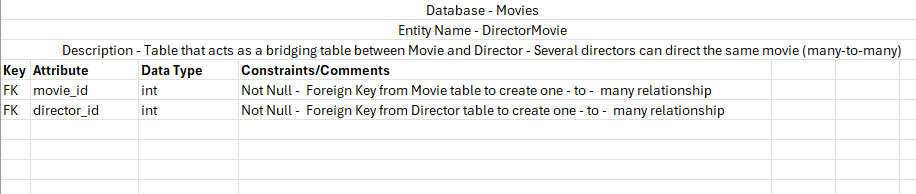 Database - Movies
Entity Name - DirectorMovie
Description - Table that acts as a bridging table between Movie and Director - Several directors can direct the same movie (many-to-many)
Key Attribute Data Type Constraints/Comments
FK movie_id int Not Null - Foreign Key from Movie table to create one - to - many relationship
FK director_id int Not Null - Foreign Key from Director table to create one - to - many relationship